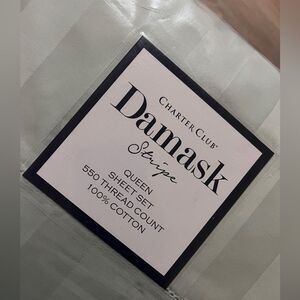 CHARTER CLUB®
Damask
Stripe
QUEEN
SHEET SET
550 THREAD COUNT
100% COTTON